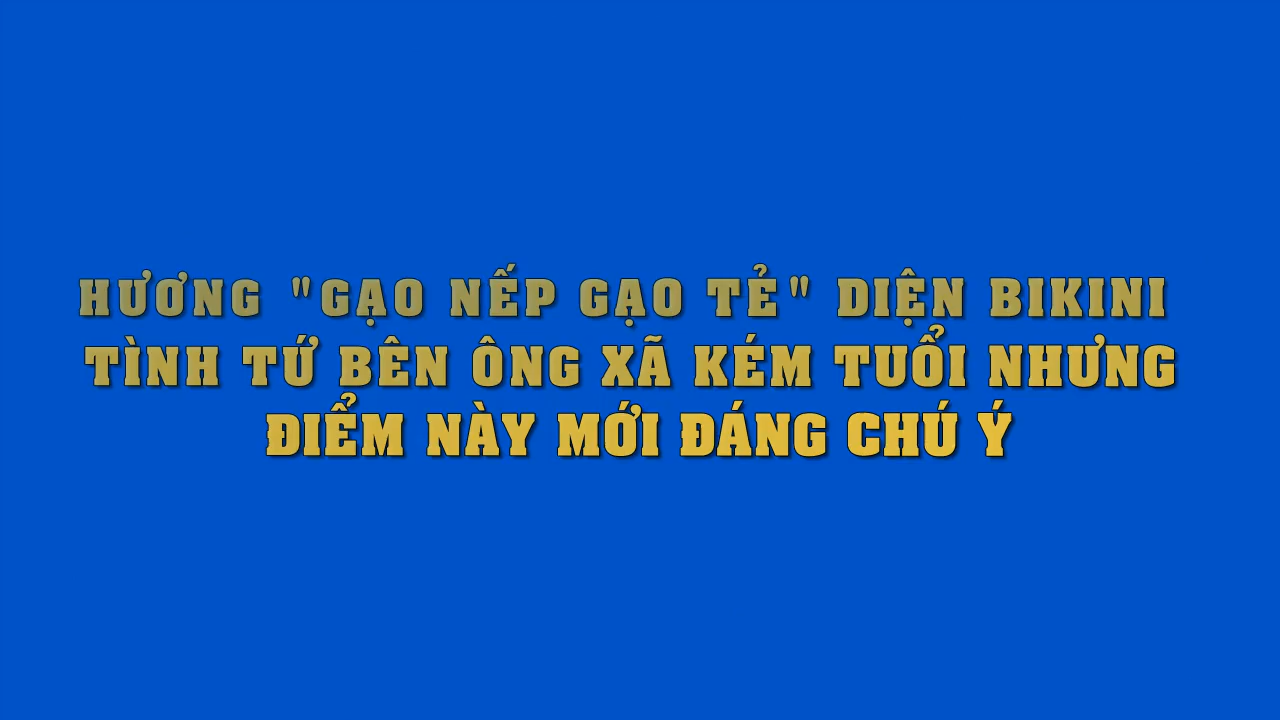 HƯƠNG "GẠO NẾP GẠO TẺ" DIỆN BIKINI
TÌNH TỨ BÊN ÔNG XÃ KÉM TUỔI NHƯNG
ĐIỂM NÀY MỚI ĐÁNG CHÚ Ý